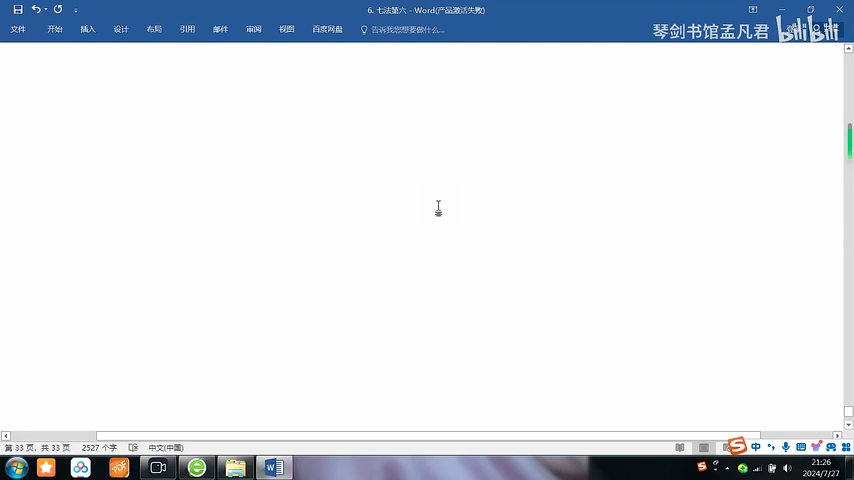 6. 七法第六 - Word(产品激活失败)
文件 开始 插入 设计 布局 引用 邮件 审阅 视图 百度网盘 告诉我您想要做什么...
琴剑书馆孟凡君 bilibili
第 33 页，共 33 页 2527 个字 中文(中国)
中
21:26
2024/7/27